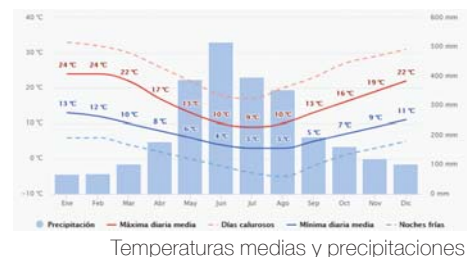 40 °C 600 mm
30 °C 500 mm
20 °C 400 mm
10 °C 300 mm
0 °C 200 mm
100 mm
-10 °C 0 mm
24 °C 24 °C 22 °C 17 °C 13 °C 10 °C 9 °C 10 °C 13 °C 16 °C 19 °C 22 °C
13 °C 12 °C 10 °C 8 °C 6 °C 4 °C 3 °C 3 °C 5 °C 7 °C 9 °C 11 °C
Ene Feb Mar Abr May Jun Jul Ago Sep Oct Nov Dic
Precipitación Máxima diaria media Días calurosos Mínima diaria media Noches frías
Temperaturas medias y precipitaciones